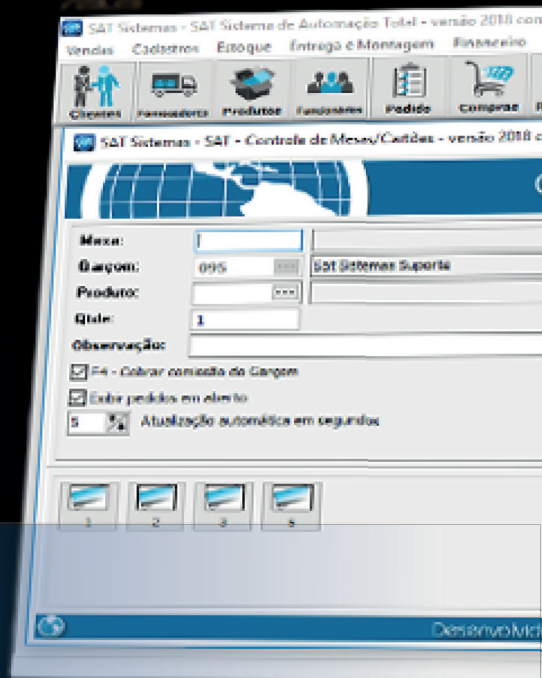 SAT Sistemas - SAT Sistema de Automação Total - versão 2018 con
Vendas Cadastros Estoque Entrega e Montagem Financeiro
Clientes Fornecedores Produtos Funcionários Pedido Compras
SAT Sistemas - SAT - Controle de Mesas/Cartões - versão 2018 c
Mesa:
Garçom: 095 Sat Sistemas Suporte
Produto:
Qtde: 1
Observação:
F4 - Cobrar comissão do Garçom
Exibir pedidos em aberto
5 Atualização automática em segundos
1 2 3 5
Desenvolvid